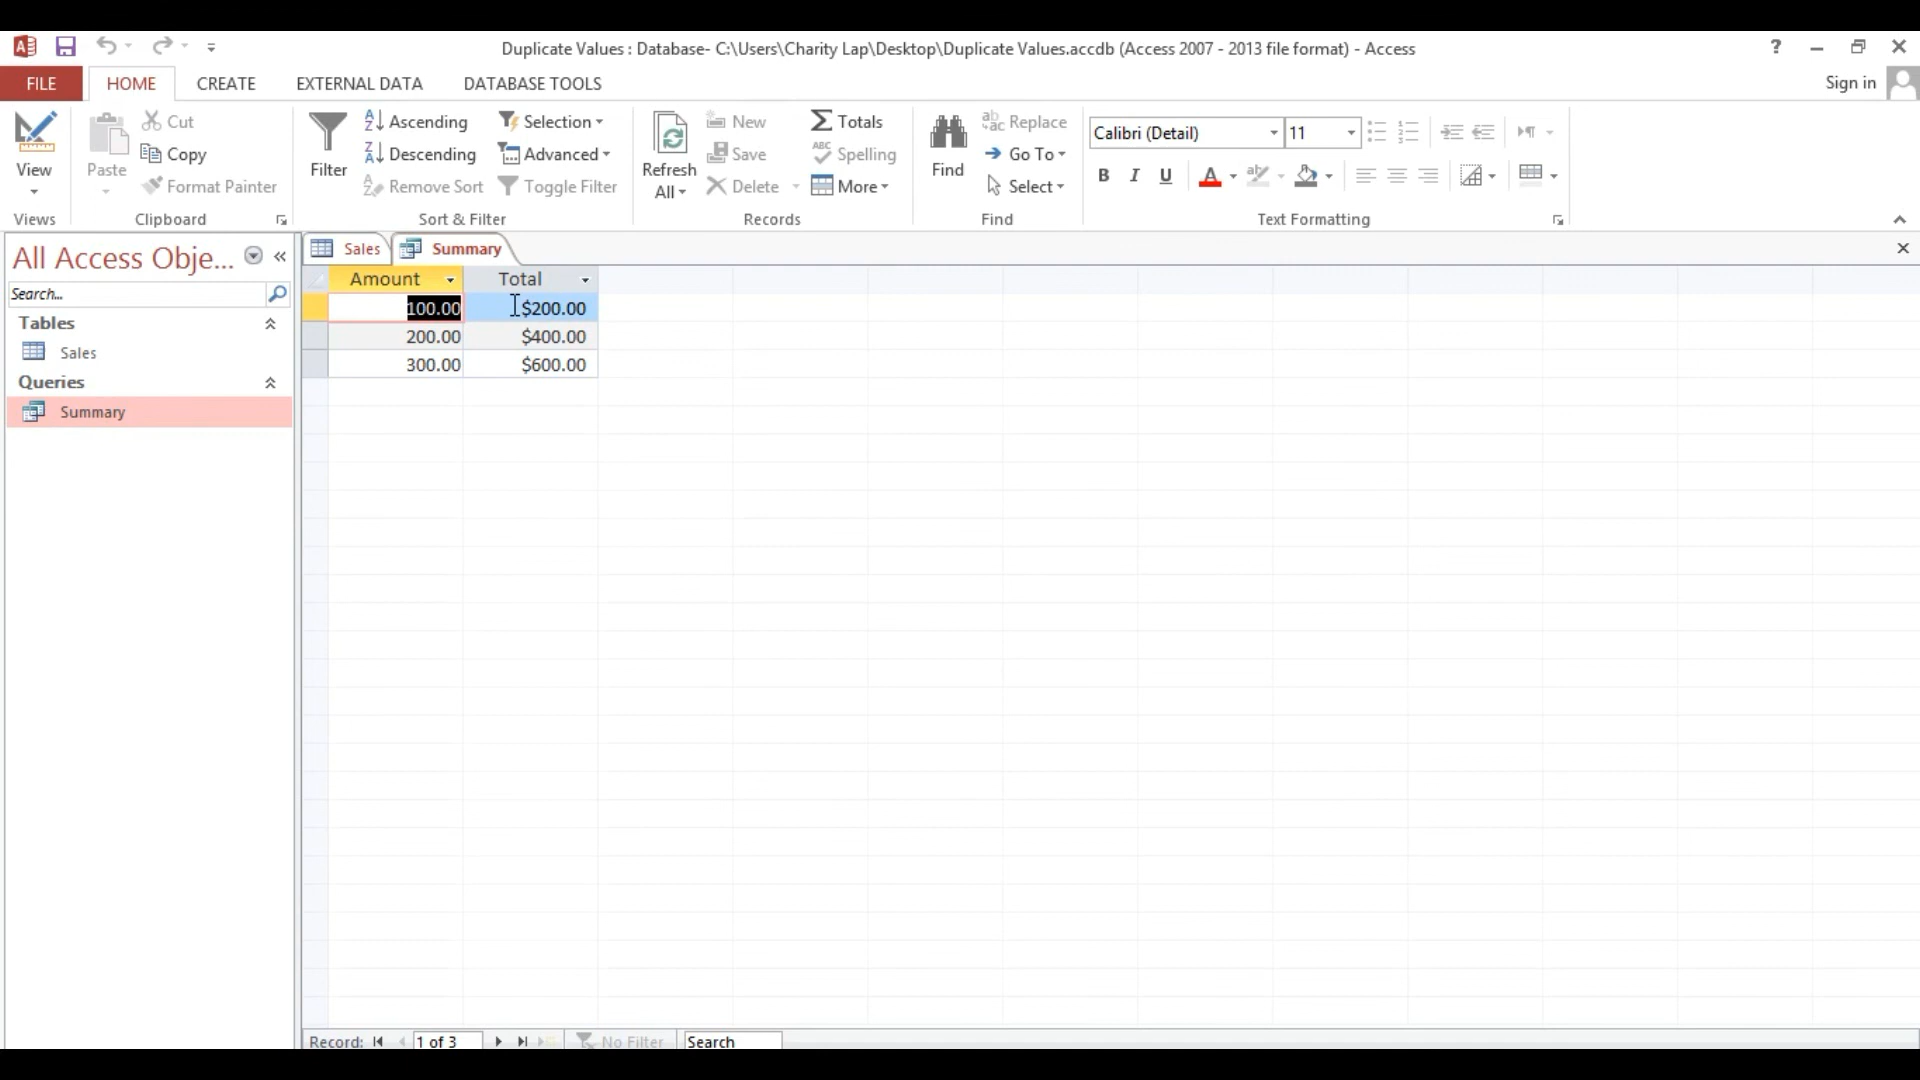 Duplicate Values : Database- C:\Users\Charity Lap\Desktop\Duplicate Values.accdb (Access 2007 - 2013 file format) - Access
?
FILE HOME CREATE EXTERNAL DATA DATABASE TOOLS
Sign in
View
Views
Paste
Cut
Copy
Format Painter
Clipboard
Filter
Ascending
Descending
Remove Sort
Selection
Advanced
Toggle Filter
Sort & Filter
Refresh
All
New
Save
Delete
Totals
Spelling
More
Records
Find
Replace
Go To
Select
Find
Calibri (Detail) 11
B I U A
Text Formatting
All Access Obje...
Search...
Tables
Sales
Queries
Summary
Sales Summary
Amount Total
100.00 $200.00
200.00 $400.00
300.00 $600.00
Record: 1 of 3 No Filter Search